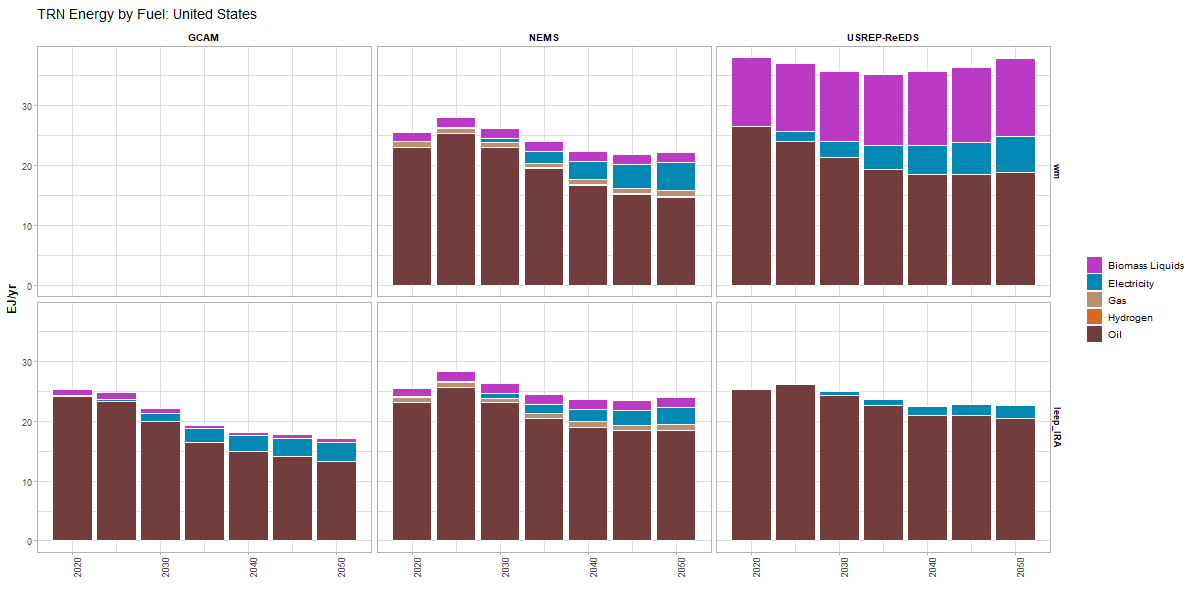 TRN Energy by Fuel: United States
GCAM
NEMS
USREP-ReEDS
EJ/yr
30
20
10
0
wm
30
20
10
0
leep_IRA
2020
2030
2040
2050
2020
2030
2040
2050
2020
2030
2040
2050
Biomass Liquids
Electricity
Gas
Hydrogen
Oil